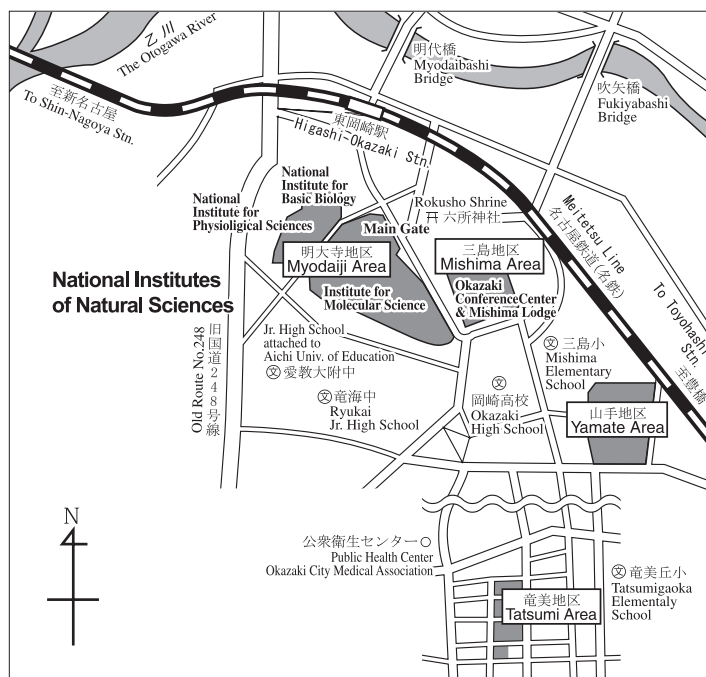 乙川
The Otogawa River
明代橋
Myodaibashi
Bridge
吹矢橋
Fukiyabashi
Bridge
至新名古屋
To Shin-Nagoya Stn.
東岡崎駅
Higashi-Okazaki Stn.
National
Institute for
Basic Biology
National
Institute for
Physiological Sciences
Rokusho Shrine
六所神社
Main Gate
Meitetsu Line
名古屋鉄道(名鉄)
明大寺地区
Myodaiji Area
三島地区
Mishima Area
National Institutes
of Natural Sciences
Institute for
Molecular Science
Okazaki
ConferenceCenter
& Mishima Lodge
To Toyohashi
Stn.
至豊橋
Jr. High School
attached to
Aichi Univ. of Education
文 愛教大附中
旧国道248号線
Old Route No.248
文 三島小
Mishima
Elementary
School
文 竜海中
Ryukai
Jr. High School
文
岡崎高校
Okazaki
High School
山手地区
Yamate Area
N
公衆衛生センター
Public Health Center
Okazaki City Medical Association
文 竜美丘小
Tatsumigaoka
Elementaly
School
竜美地区
Tatsumi Area